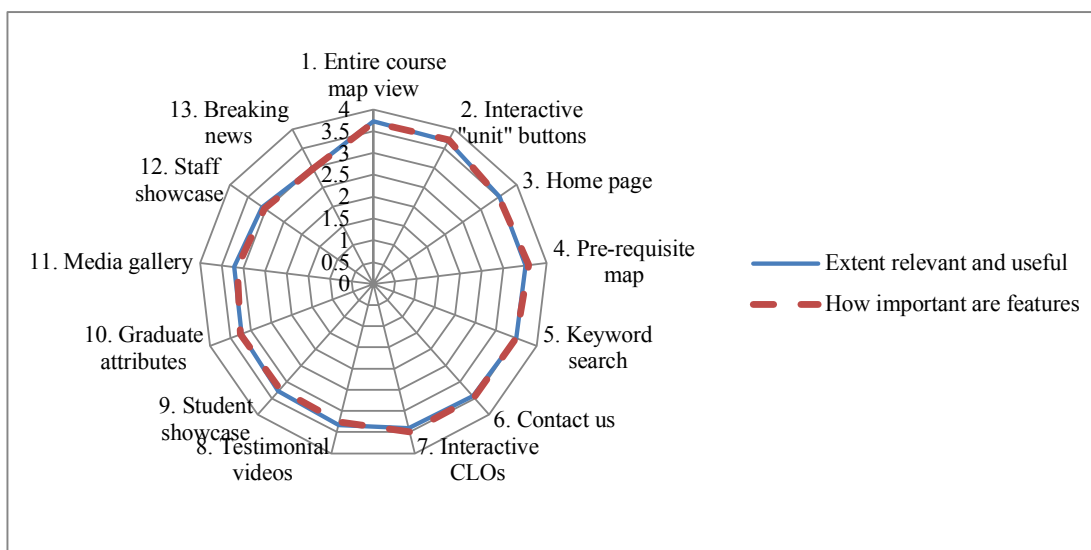 1. Entire course
map view
2. Interactive
"unit" buttons
3. Home page
4. Pre-requisite
map
5. Keyword
search
6. Contact us
7. Interactive
CLOs
8. Testimonial
videos
9. Student
showcase
10. Graduate
attributes
11. Media gallery
12. Staff
showcase
13. Breaking
news
4
3.5
3
2.5
2
1.5
1
0.5
0
Extent relevant and useful
How important are features